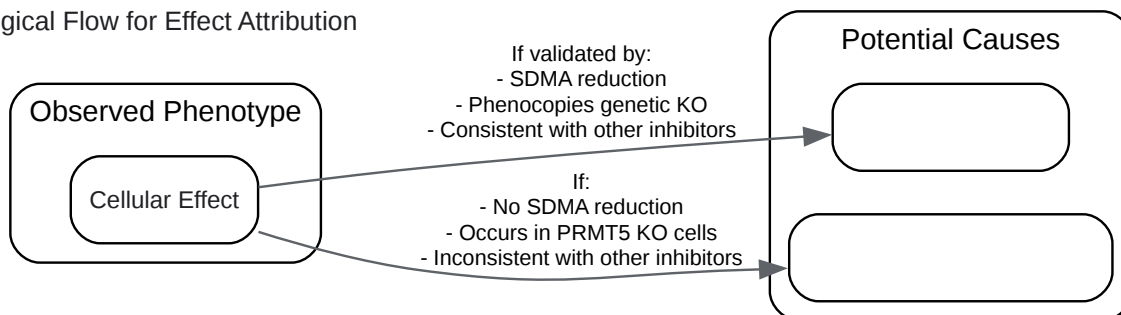 gical Flow for Effect Attribution
Potential Causes
If validated by:
- SDMA reduction
- Phenocopies genetic KO
- Consistent with other inhibitors
Observed Phenotype
Cellular Effect
If:
- No SDMA reduction
- Occurs in PRMT5 KO cells
- Inconsistent with other inhibitors